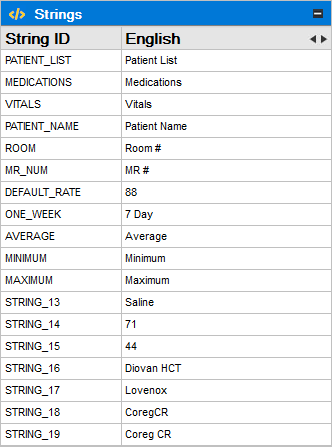 </> Strings
String ID English
PATIENT_LIST Patient List
MEDICATIONS Medications
VITALS Vitals
PATIENT_NAME Patient Name
ROOM Room #
MR_NUM MR #
DEFAULT_RATE 88
ONE_WEEK 7 Day
AVERAGE Average
MINIMUM Minimum
MAXIMUM Maximum
STRING_13 Saline
STRING_14 71
STRING_15 44
STRING_16 Diovan HCT
STRING_17 Lovenox
STRING_18 CoregCR
STRING_19 Coreg CR